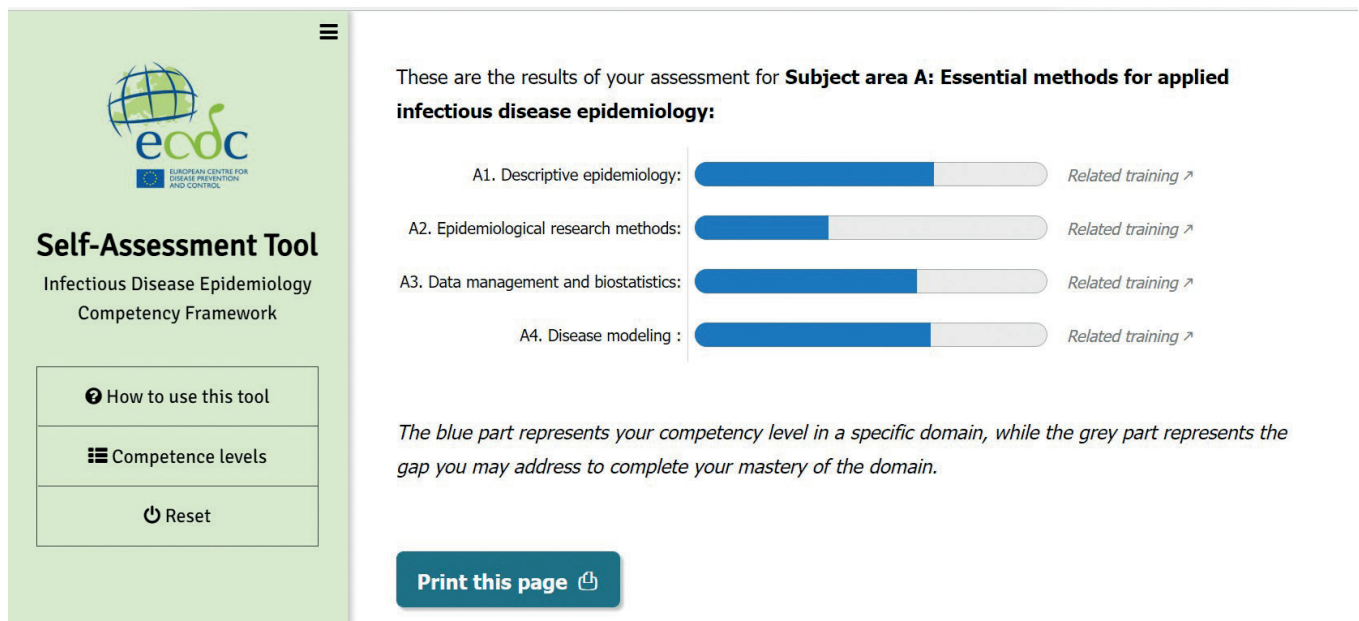 ecdc
EUROPEAN CENTRE FOR
DISEASE PREVENTION
AND CONTROL
Self-Assessment Tool
Infectious Disease Epidemiology
Competency Framework
How to use this tool
Competence levels
Reset
These are the results of your assessment for Subject area A: Essential methods for applied
infectious disease epidemiology:
A1. Descriptive epidemiology: Related training ↗
A2. Epidemiological research methods: Related training ↗
A3. Data management and biostatistics: Related training ↗
A4. Disease modeling : Related training ↗
The blue part represents your competency level in a specific domain, while the grey part represents the
gap you may address to complete your mastery of the domain.
Print this page